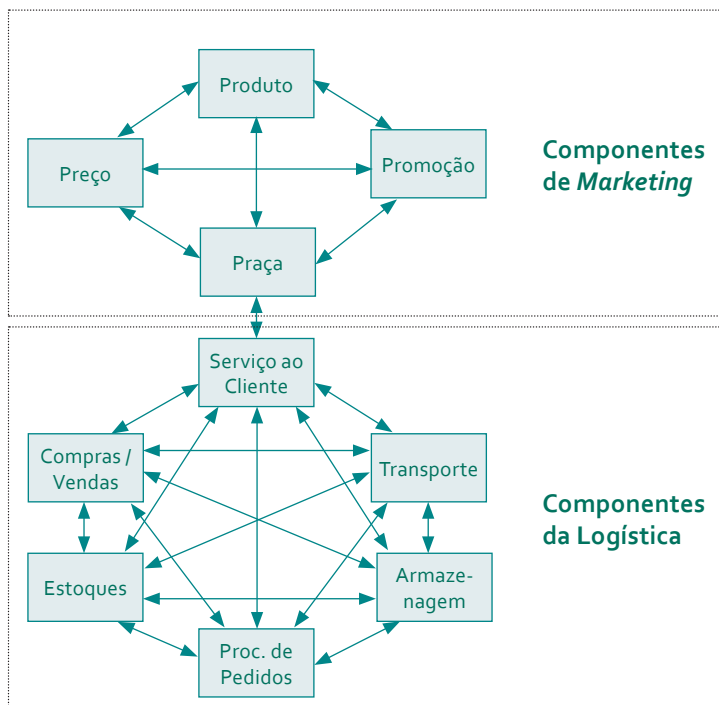 Produto
Preço
Promoção
Componentes
de Marketing
Praça
Serviço ao
Cliente
Compras /
Vendas
Transporte
Componentes
da Logística
Estoques
Armaze-
nagem
Proc. de
Pedidos